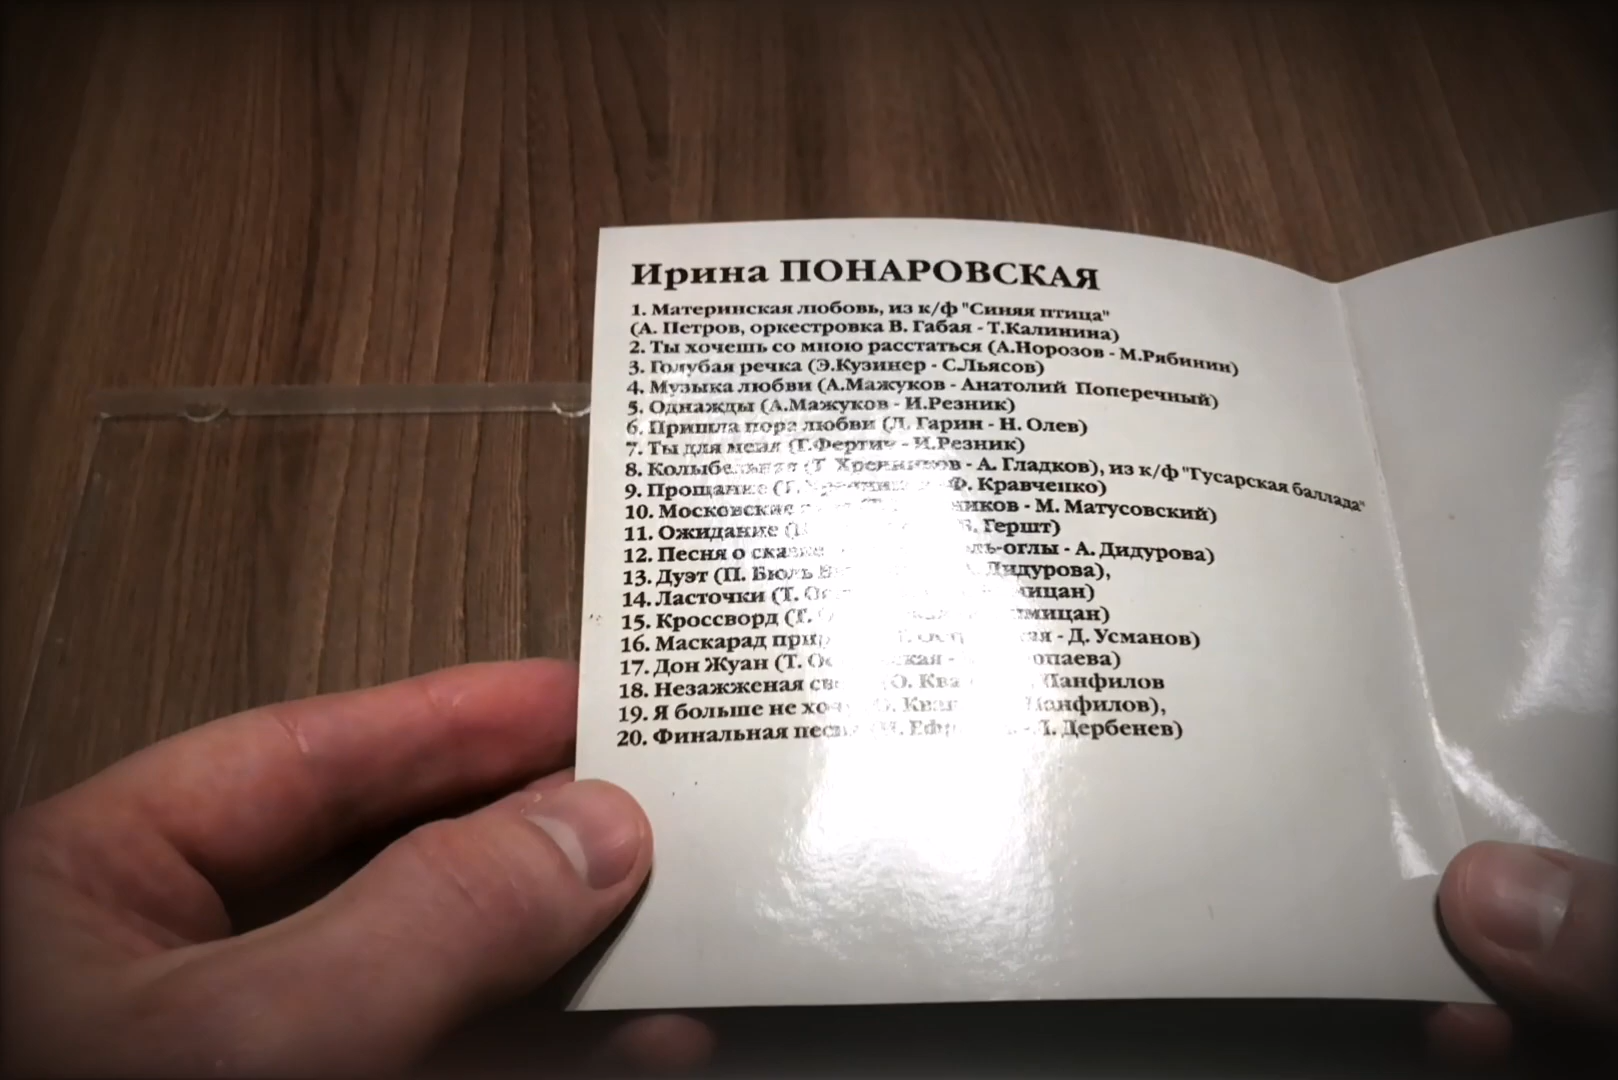 Ирина ПОНАРОВСКАЯ
1. Материнская любовь, из к/ф "Синяя птица"
(А. Петров, оркестровка В. Габая - Т.Калинина)
2. Ты хочешь со мною расстаться (А.Норозов - М.Рябинин)
3. Голубая речка (Э.Кузинер - С.Льясов)
4. Музыка любви (А.Мажуков - Анатолий Поперечный)
5. Однажды (А.Мажуков - И.Резник)
6. Пришла пора любви (Л. Гарин - Н. Олев)
7. Ты для меня (Т.Фертич - И.Резник)
8. Колыбельная (Т. Хренников - А. Гладков), из к/ф "Гусарская баллада"
9. Прощание (Т. Ф. Кравченко)
10. Московские - М. Матусовский)
11. Ожидание Гершт)
12. Песня о - А. Дидурова)
13. Дуэт (П. Бюль Дидурова),
14. Ласточки (Т.
15. Кроссворд (Т.
16. Маскарад - Д. Усманов)
17. Дон Жуан (Т.
18. Незажженая Панфилов
19. Я больше не Панфилов),
20. Финальная Дербенев)